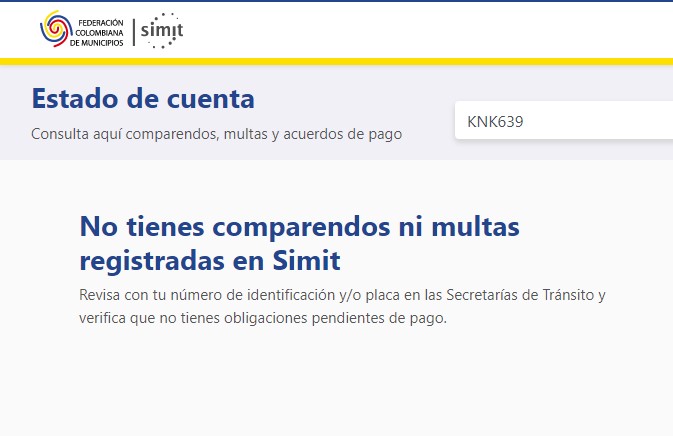 FEDERACIÓN
COLOMBIANA
DE MUNICIPIOS
simit
Estado de cuenta
Consulta aquí comparendos, multas y acuerdos de pago
KNK639
No tienes comparendos ni multas
registradas en Simit
Revisa con tu número de identificación y/o placa en las Secretarías de Tránsito y
verifica que no tienes obligaciones pendientes de pago.